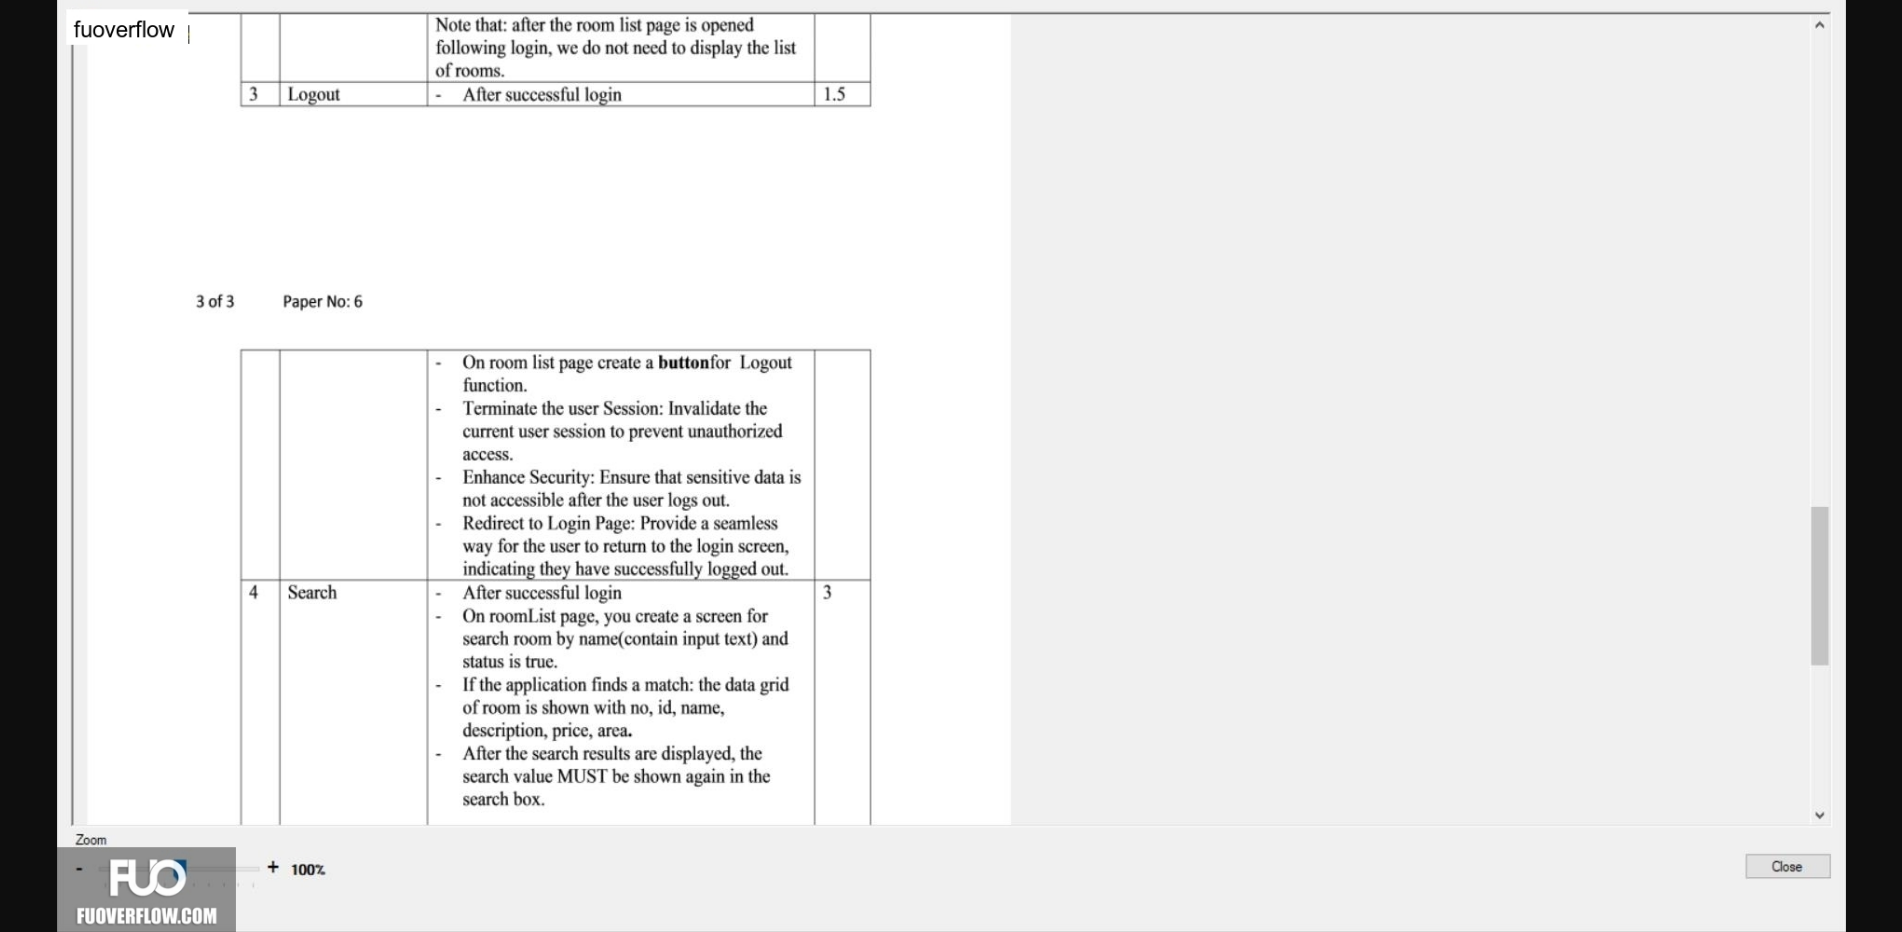 fuoverflow
Note that: after the room list page is opened
following login, we do not need to display the list
of rooms.
3 Logout - After successful login 1.5
3 of 3 Paper No: 6
- On room list page create a buttonfor Logout
function.
- Terminate the user Session: Invalidate the
current user session to prevent unauthorized
access.
- Enhance Security: Ensure that sensitive data is
not accessible after the user logs out.
- Redirect to Login Page: Provide a seamless
way for the user to return to the login screen,
indicating they have successfully logged out.
4 Search - After successful login 3
- On roomList page, you create a screen for
search room by name(contain input text) and
status is true.
- If the application finds a match: the data grid
of room is shown with no, id, name,
description, price, area.
- After the search results are displayed, the
search value MUST be shown again in the
search box.
Zoom
- + 100%
Close
FUO
FUOVERFLOW.COM